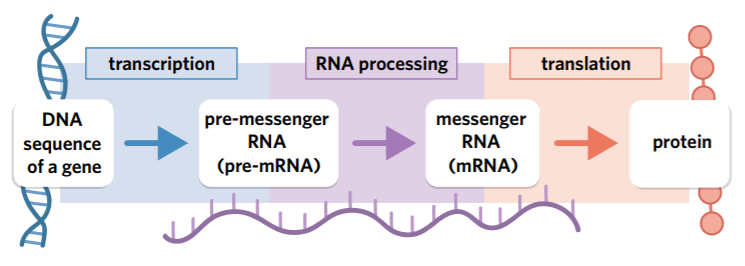 transcription
RNA processing
translation
DNA
sequence
of a gene
pre-messenger
RNA
(pre-mRNA)
messenger
RNA
(mRNA)
protein